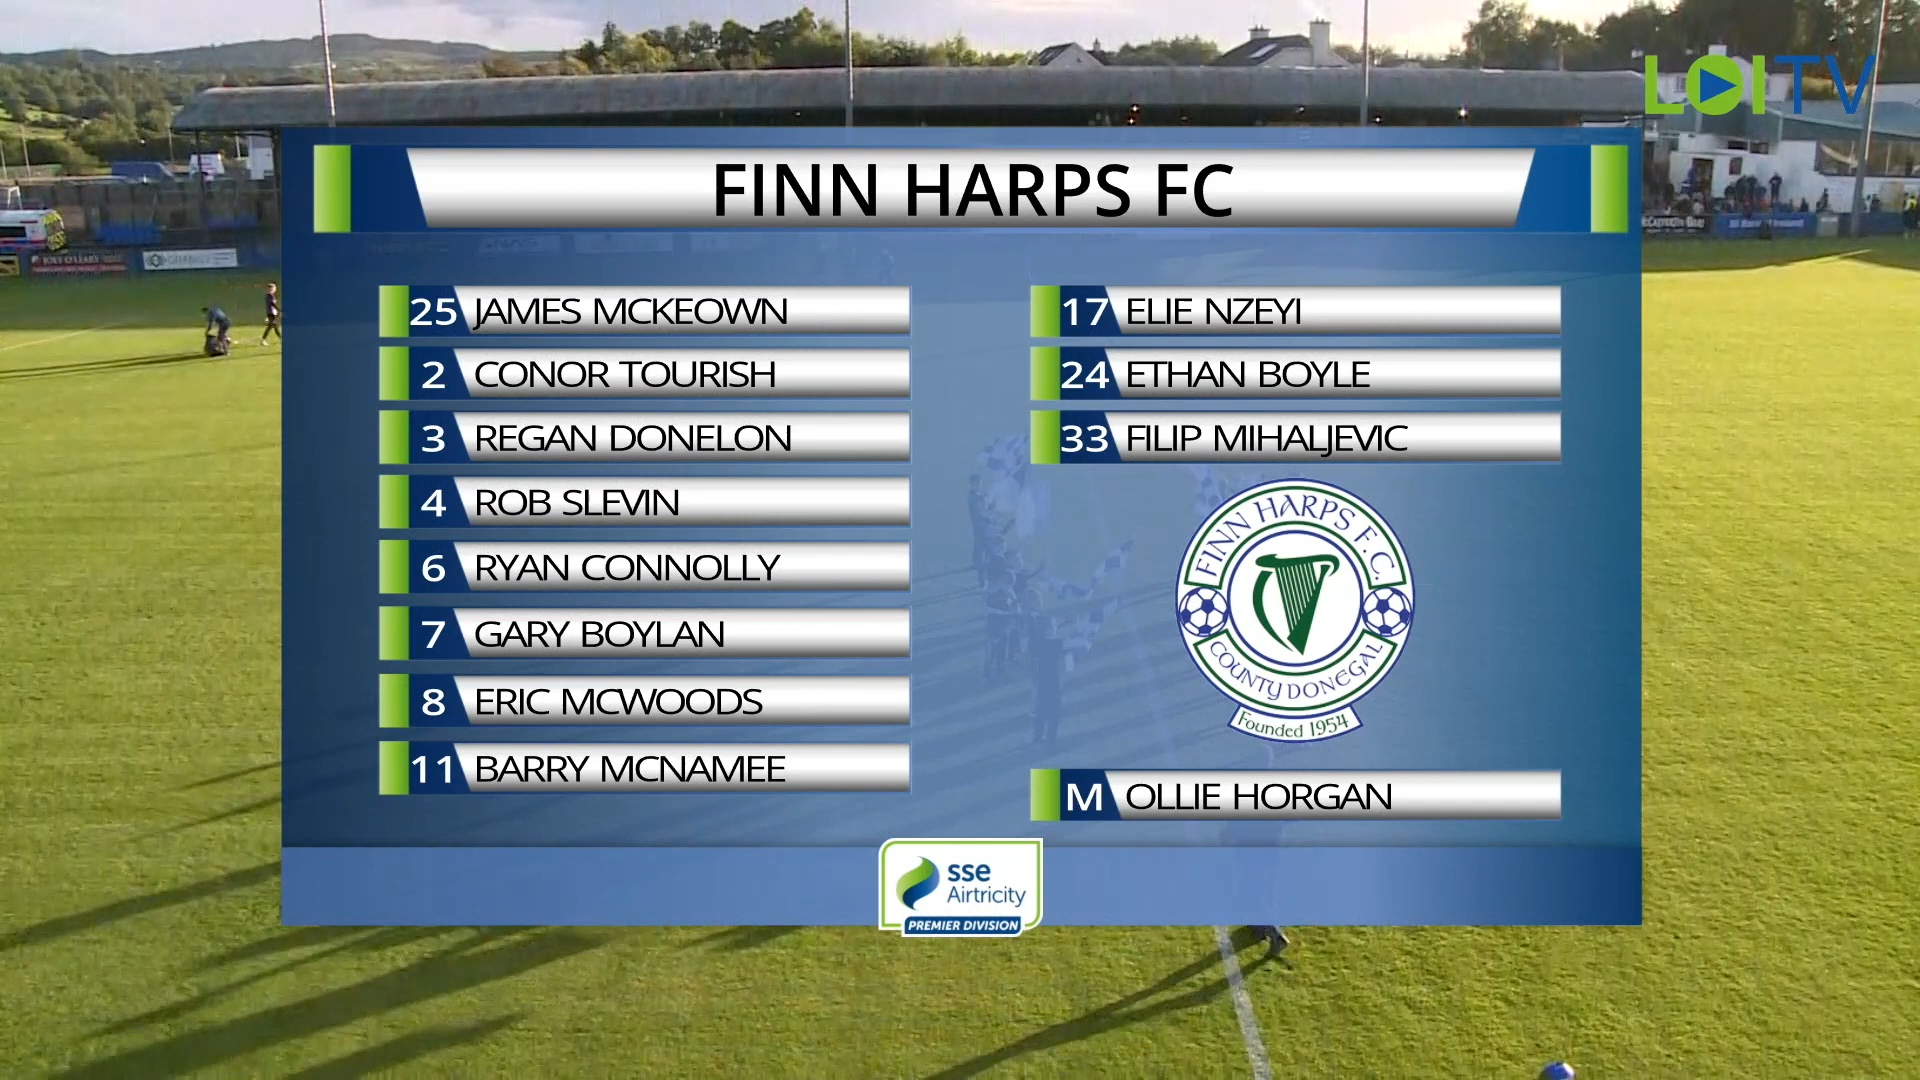 LOITV
FINN HARPS FC
25 JAMES MCKEOWN
2 CONOR TOURISH
3 REGAN DONELON
4 ROB SLEVIN
6 RYAN CONNOLLY
7 GARY BOYLAN
8 ERIC MCWOODS
11 BARRY MCNAMEE
17 ELIE NZEYI
24 ETHAN BOYLE
33 FILIP MIHALJEVIC
FINN HARPS F.C.
COUNTY DONEGAL
Founded 1954
M OLLIE HORGAN
sse
Airtricity
PREMIER DIVISION